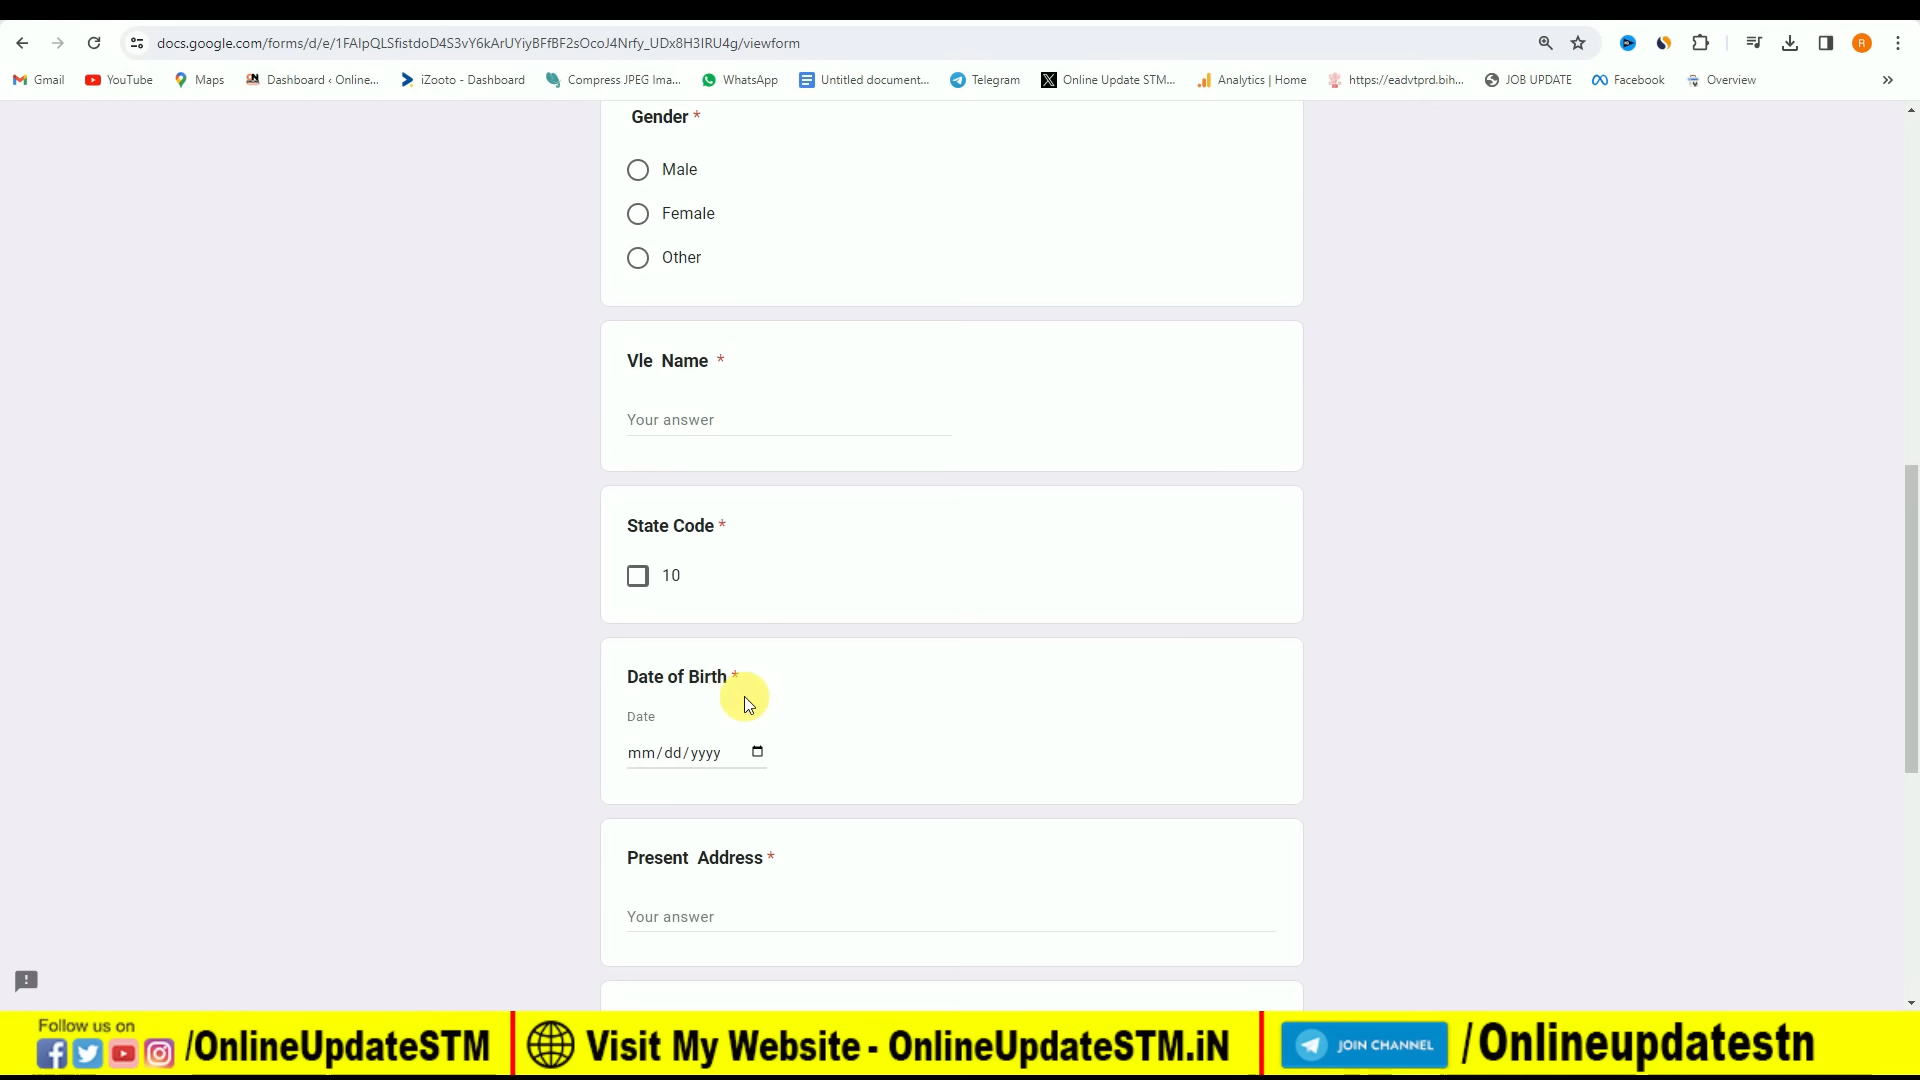 docs.google.com/forms/d/e/1FAIpQLSfistdoD4S3vY6kArUYiyBFfBF2sOcoJ4Nrfy_UDx8H3IRU4g/viewform
R
Gmail YouTube Maps Dashboard ‹ Online... iZooto - Dashboard Compress JPEG Ima... WhatsApp Untitled document... Telegram Online Update STM... Analytics | Home https://eadvtprd.bih... JOB UPDATE Facebook Overview »
Gender *
Male
Female
Other
Vle Name *
Your answer
State Code *
10
Date of Birth *
Date
mm/dd/yyyy
Present Address *
Your answer
Follow us on
/OnlineUpdateSTM
Visit My Website - OnlineUpdateSTM.iN
JOIN CHANNEL
/Onlineupdatestn